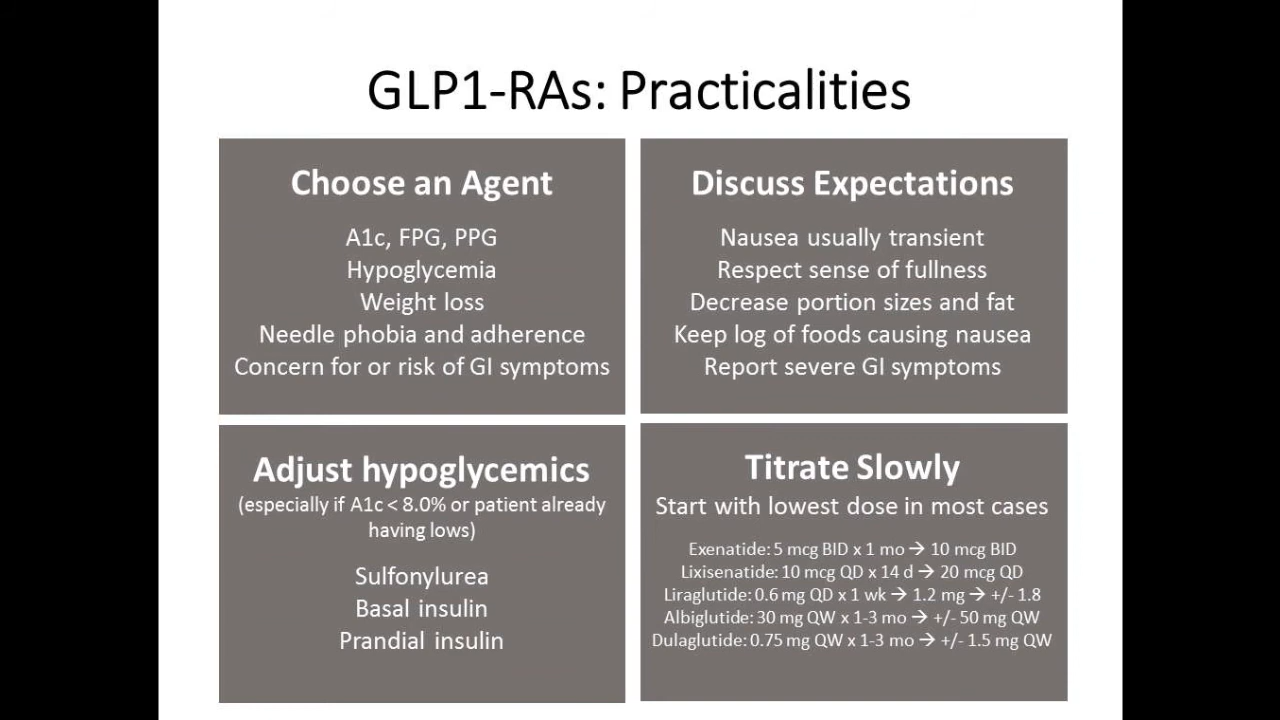 GLP1-RAs: Practicalities
Choose an Agent
A1c, FPG, PPG
Hypoglycemia
Weight loss
Needle phobia and adherence
Concern for or risk of GI symptoms
Discuss Expectations
Nausea usually transient
Respect sense of fullness
Decrease portion sizes and fat
Keep log of foods causing nausea
Report severe GI symptoms
Adjust hypoglycemics
(especially if A1c < 8.0% or patient already
having lows)
Sulfonylurea
Basal insulin
Prandial insulin
Titrate Slowly
Start with lowest dose in most cases
Exenatide: 5 mcg BID x 1 mo → 10 mcg BID
Lixisenatide: 10 mcg QD x 14 d → 20 mcg QD
Liraglutide: 0.6 mg QD x 1 wk → 1.2 mg → +/- 1.8
Albiglutide: 30 mg QW x 1-3 mo → +/- 50 mg QW
Dulaglutide: 0.75 mg QW x 1-3 mo → +/- 1.5 mg QW